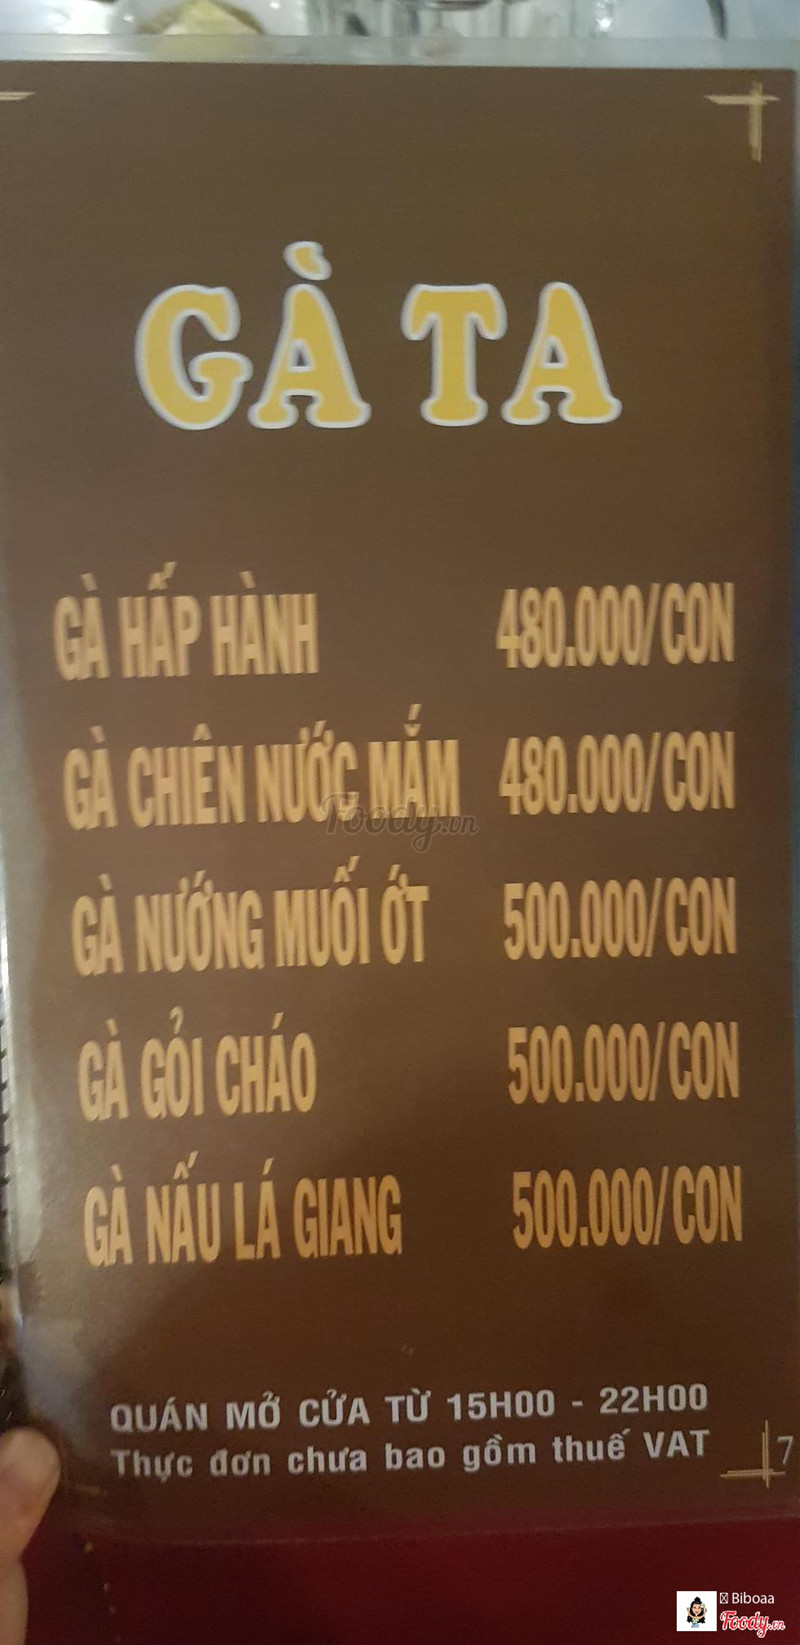 GÀ TA
GÀ HẤP HÀNH 480.000/CON
GÀ CHIÊN NƯỚC MẮM 480.000/CON
GÀ NƯỚNG MUỐI ỚT 500.000/CON
GÀ GỎI CHÁO 500.000/CON
GÀ NẤU LÁ GIANG 500.000/CON
QUÁN MỞ CỬA TỪ 15H00 - 22H00
Thực đơn chưa bao gồm thuế VAT
7
Foody.vn
Biboaa
Foody.vn